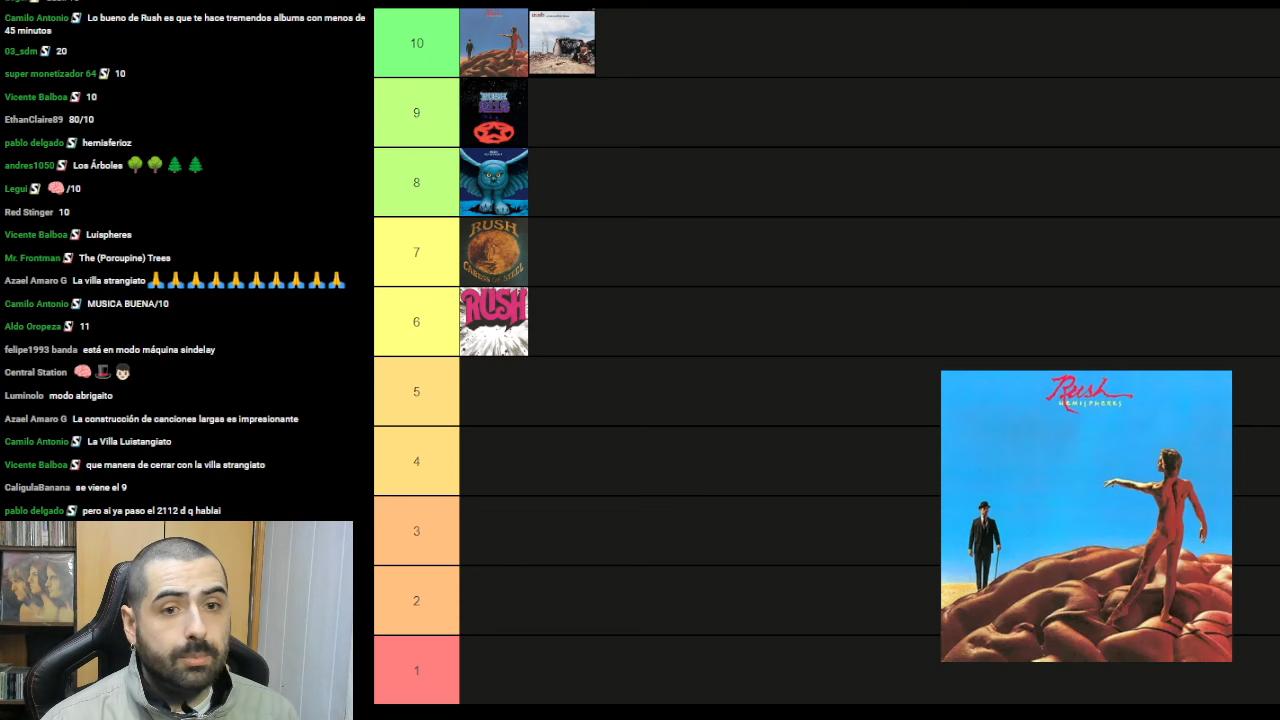 Camilo Antonio Lo bueno de Rush es que te hace tremendos albums con menos de
45 minutos
03_sdm 20
super monetizador 64 10
Vicente Balboa 10
EthanClaire89 80/10
pablo delgado hemisferioz
andres1050 Los Árboles 🌳🌳🌲🌲
Legui 🧠/10
Red Stinger 10
Vicente Balboa Luispheres
Mr. Frontman The (Porcupine) Trees
Azael Amaro G La villa strangiato 🙏🙏🙏🙏🙏🙏🙏🙏🙏🙏
Camilo Antonio MUSICA BUENA/10
Aldo Oropeza 11
felipe1993 banda está en modo máquina sindelay
Central Station 🧠🎩👦🏻
Luminolo modo abrigaito
Azael Amaro G La construcción de canciones largas es impresionante
Camilo Antonio La Villa Luistangiato
Vicente Balboa que manera de cerrar con la villa strangiato
CaligulaBanana se viene el 9
pablo delgado pero si ya paso el 2112 d q hablai
10
9
RUSH
2112
8
7
RUSH
CARESS OF STEEL
6
RUSH
5
4
3
2
1
Rush
HEMISPHERES